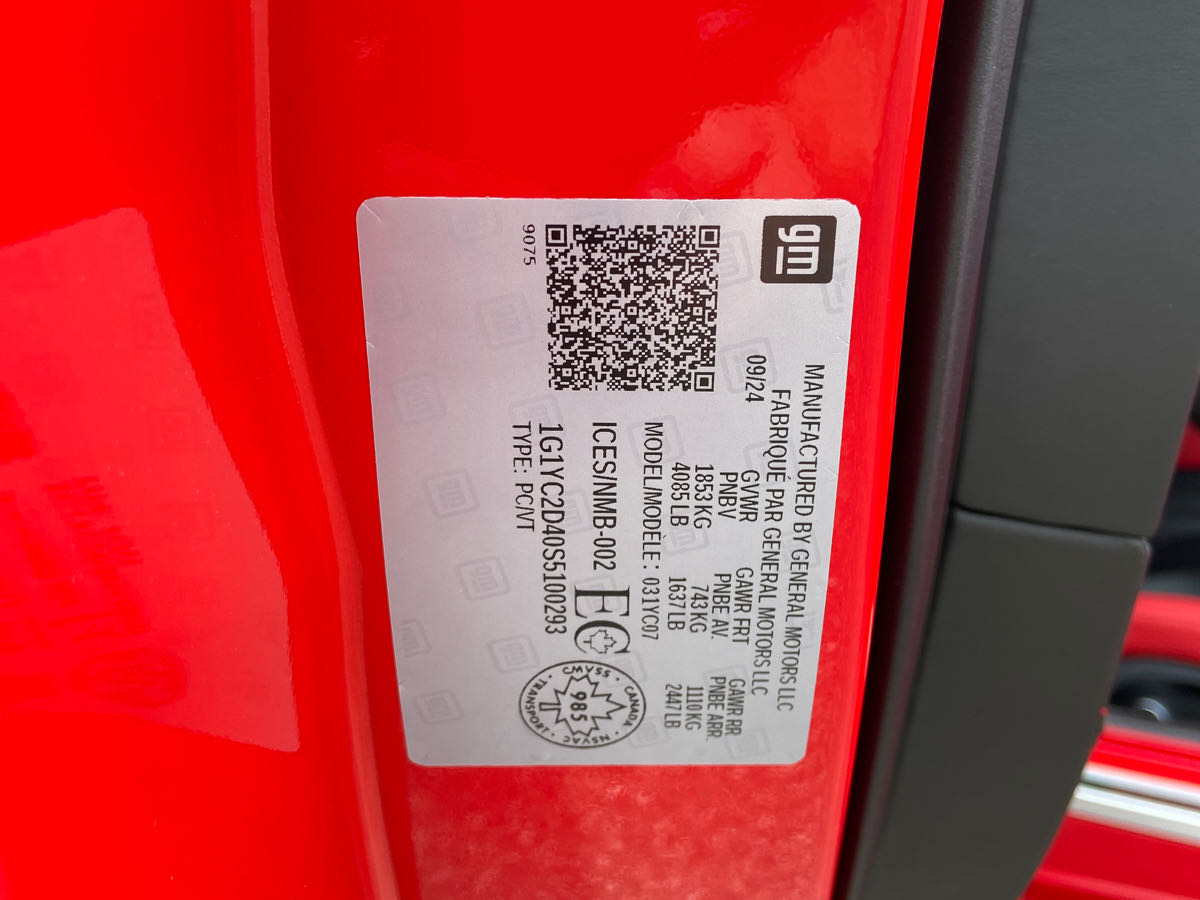 gm
MANUFACTURED BY GENERAL MOTORS LLC
FABRIQUÉ PAR GENERAL MOTORS LLC
09/24
GVWR GAWR FRT GAWR RR
PNBV PNBE AV. PNBE ARR.
1853 KG 743 KG 1110 KG
4085 LB 1637 LB 2447 LB
MODEL/MODÈLE: 031YC07
ICES/NMB-002 EC
1G1YC2D40S5100293
TYPE: PC/VT
9075
CANADA
CMVSS
TRANSPORT
NSVAC
985